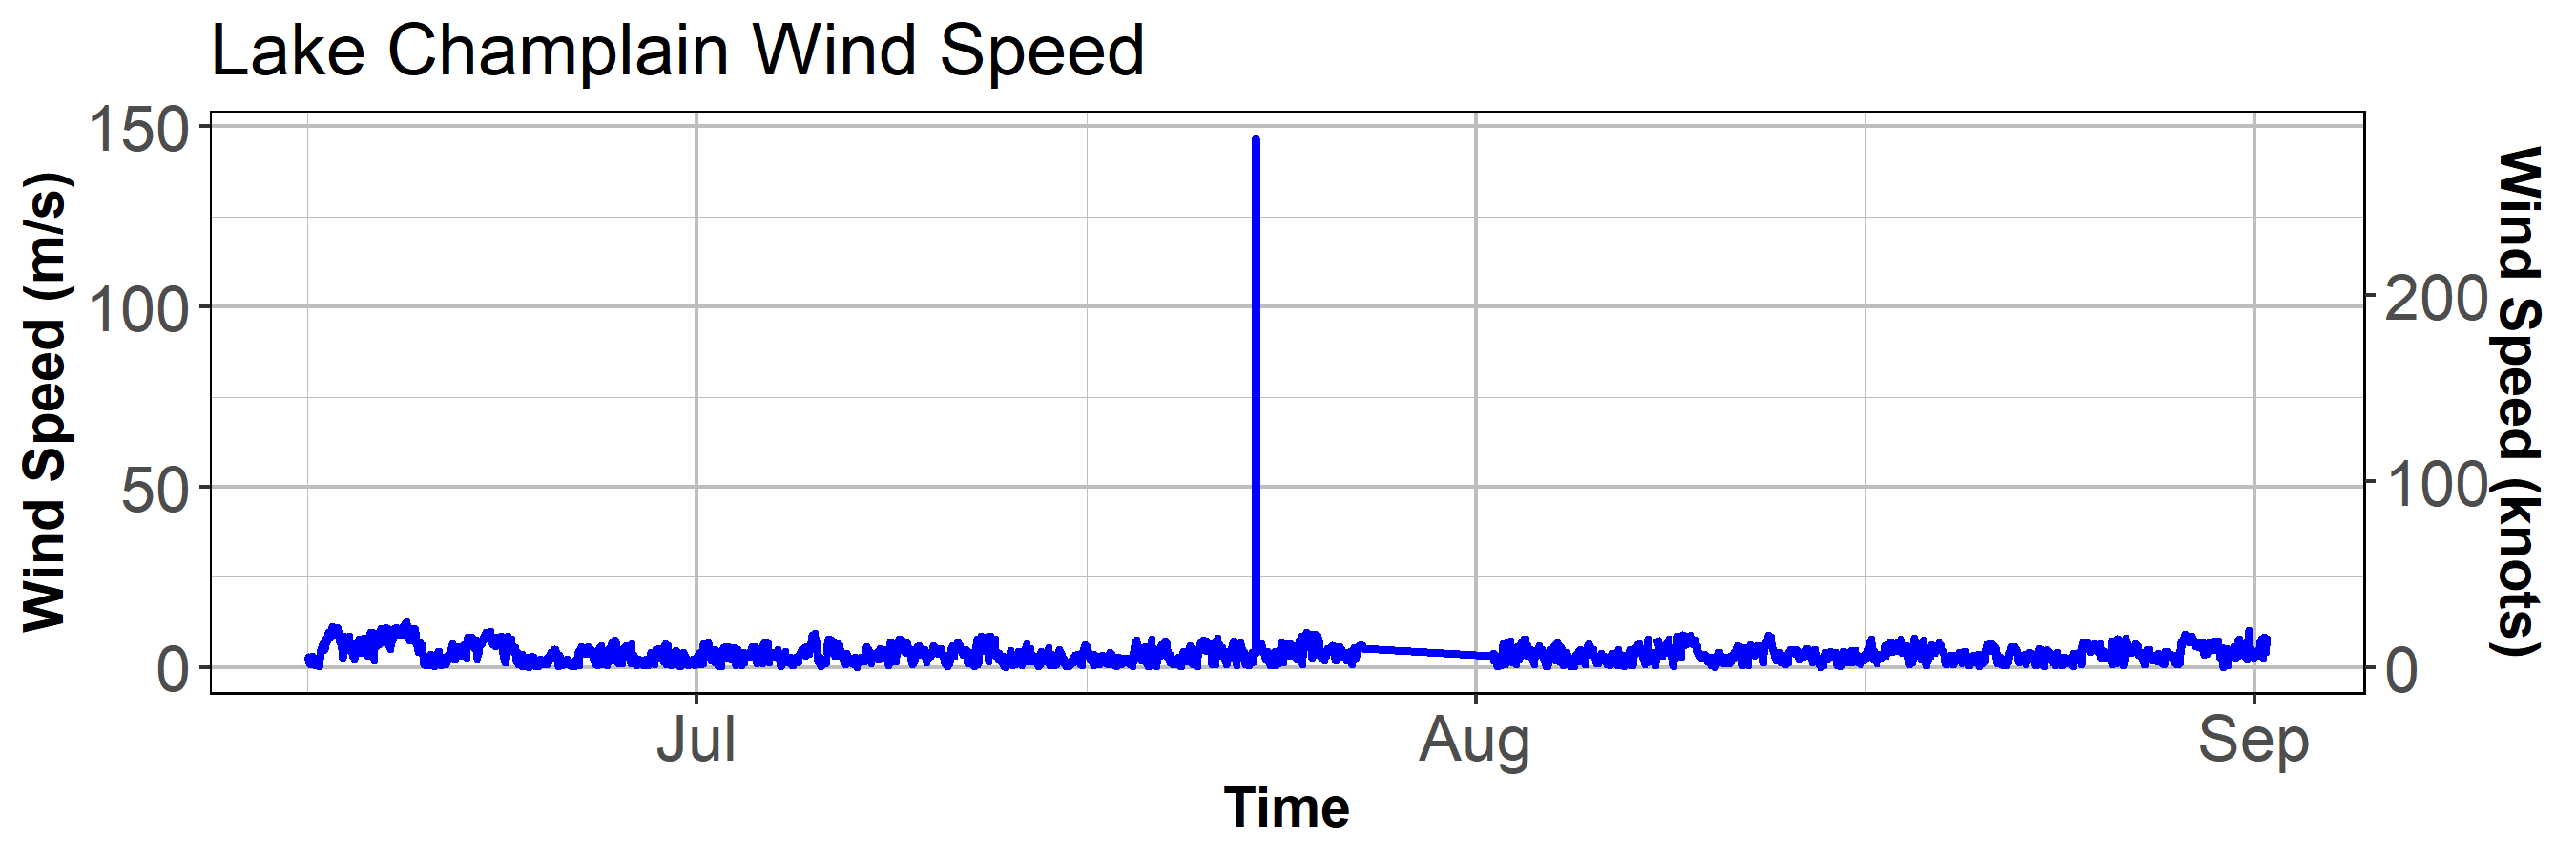 Lake Champlain Wind Speed
Wind Speed (m/s)
150
100
50
0
Wind Speed (knots)
200
100
0
Jul
Aug
Sep
Time